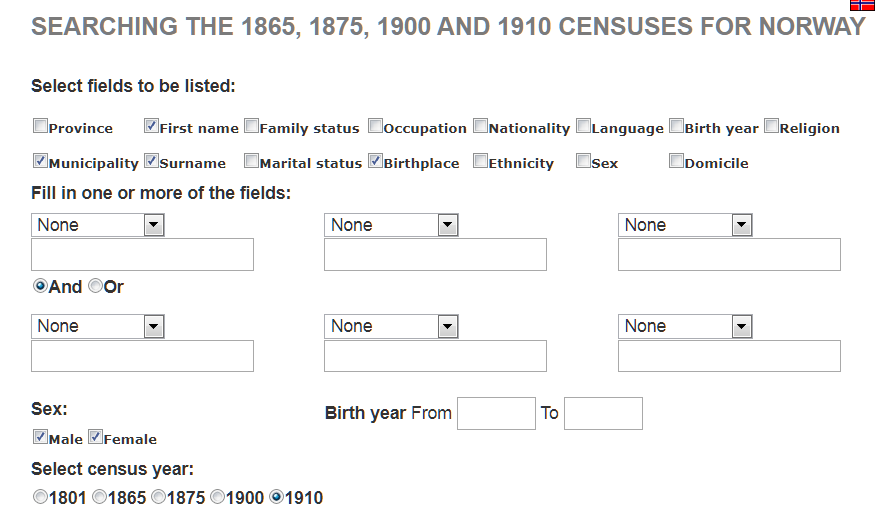 SEARCHING THE 1865, 1875, 1900 AND 1910 CENSUSES FOR NORWAY
Select fields to be listed:
Province First name Family status Occupation Nationality Language Birth year Religion
Municipality Surname Marital status Birthplace Ethnicity Sex Domicile
Fill in one or more of the fields:
None None None
And Or
None None None
Sex: Birth year From To
Male Female
Select census year:
1801 1865 1875 1900 1910